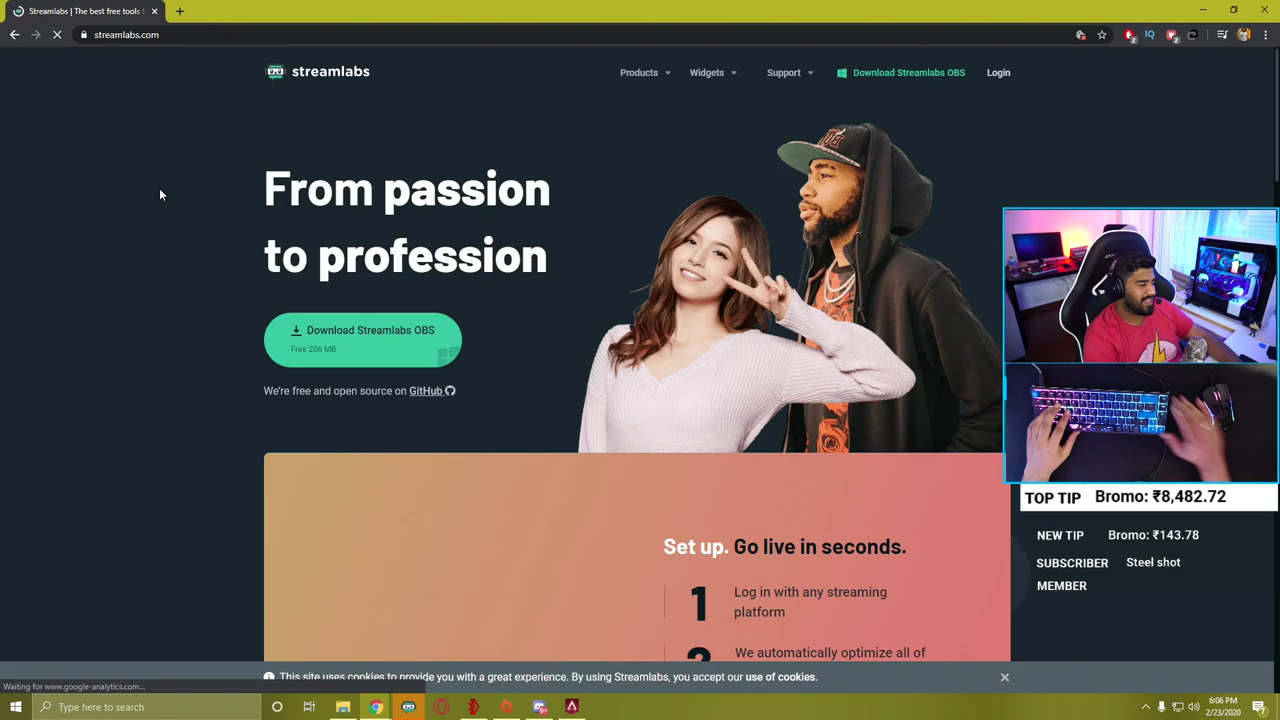 Streamlabs | The best free tools f
streamlabs.com
2
2
streamlabs
Products
Widgets
Support
Download Streamlabs OBS
Login
From passion
to profession
Download Streamlabs OBS
Free 206 MB
We're free and open source on GitHub
Set up. Go live in seconds.
1 Log in with any streaming
platform
2 We automatically optimize all of
This site uses cookies to provide you with a great experience. By using Streamlabs, you accept our use of cookies.
Waiting for www.google-analytics.com...
TOP TIP Bromo: ₹8,482.72
NEW TIP Bromo: ₹143.78
SUBSCRIBER Steel shot
MEMBER
Type here to search
6:06 PM
2/23/2020